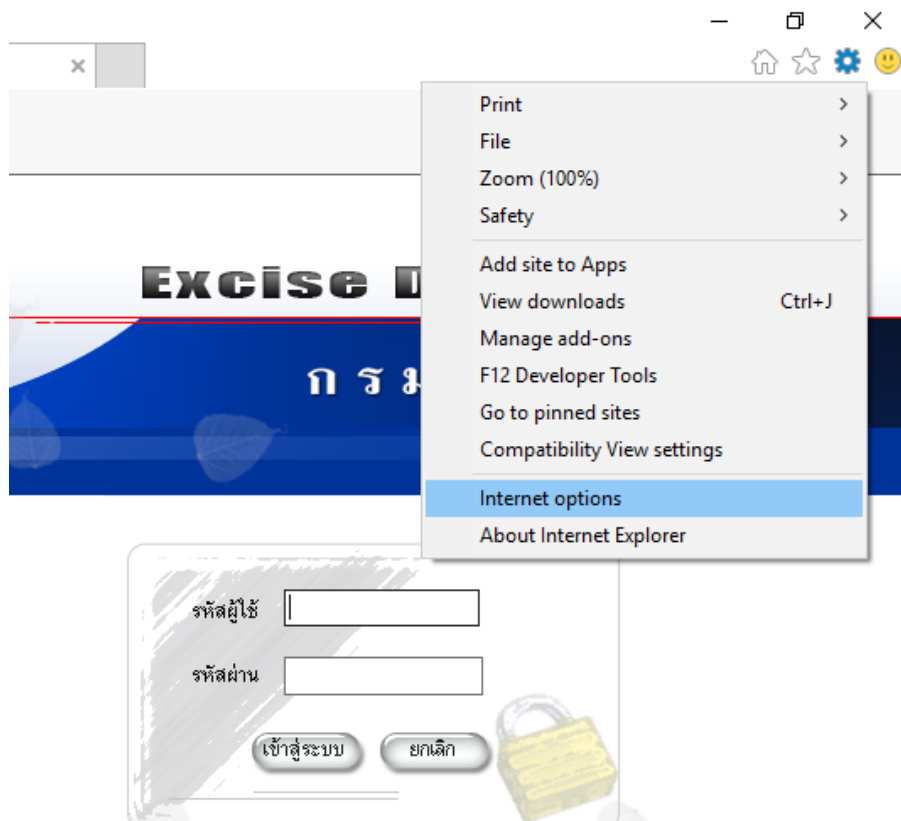 Print
File
Zoom (100%)
Safety
Excise
Add site to Apps
View downloads Ctrl+J
Manage add-ons
F12 Developer Tools
กรม
Go to pinned sites
Compatibility View settings
Internet options
About Internet Explorer
รหัสผู้ใช้
รหัสผ่าน
เข้าสู่ระบบ ยกเลิก